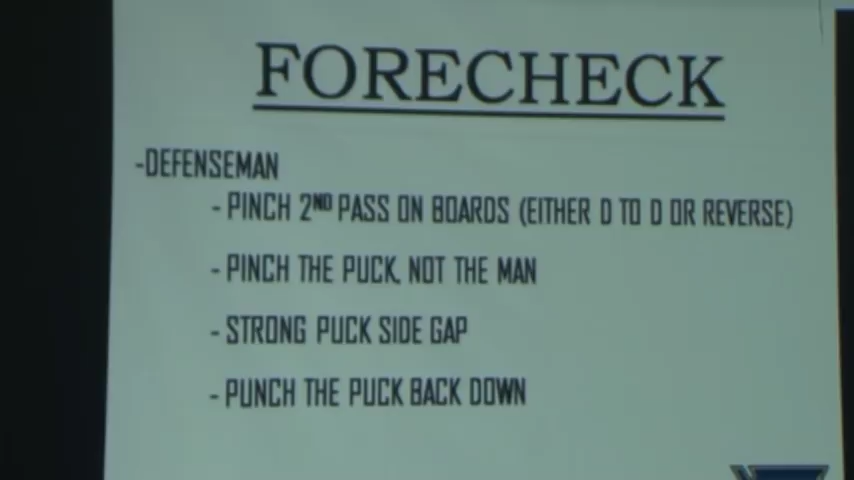 FORECHECK
-DEFENSEMAN
- PINCH 2ND PASS ON BOARDS (EITHER D TO D OR REVERSE)
- PINCH THE PUCK, NOT THE MAN
- STRONG PUCK SIDE GAP
- PUNCH THE PUCK BACK DOWN